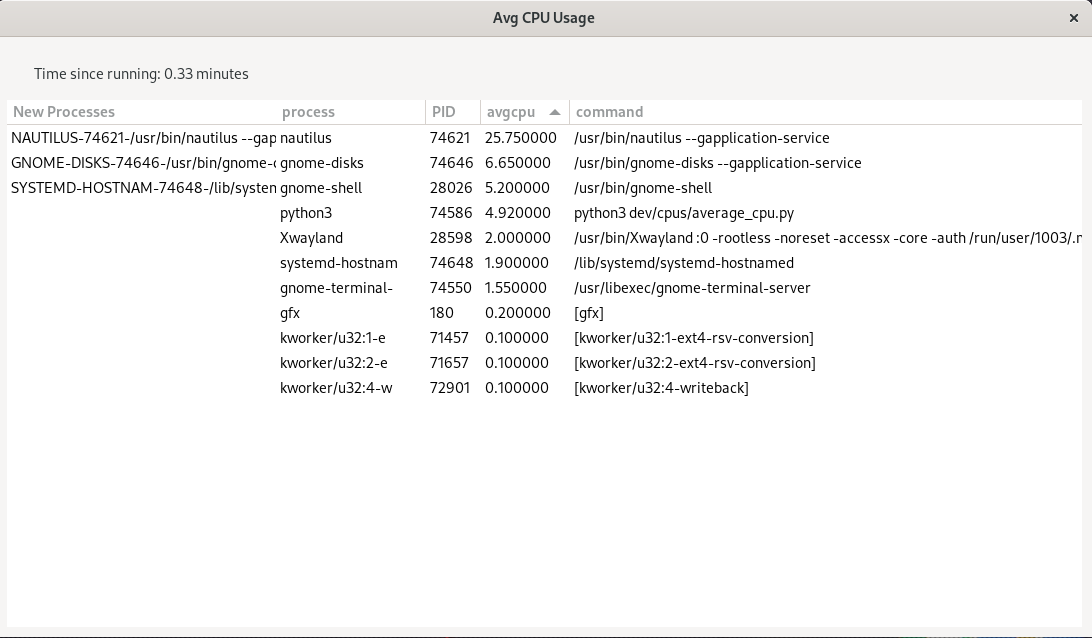 Avg CPU Usage
Time since running: 0.33 minutes
New Processes process PID avgcpu command
NAUTILUS-74621-/usr/bin/nautilus --gap nautilus 74621 25.750000 /usr/bin/nautilus --gapplication-service
GNOME-DISKS-74646-/usr/bin/gnome- gnome-disks 74646 6.650000 /usr/bin/gnome-disks --gapplication-service
SYSTEMD-HOSTNAM-74648-/lib/system gnome-shell 28026 5.200000 /usr/bin/gnome-shell
python3 74586 4.920000 python3 dev/cpus/average_cpu.py
Xwayland 28598 2.000000 /usr/bin/Xwayland :0 -rootless -noreset -accessx -core -auth /run/user/1003/.
systemd-hostnam 74648 1.900000 /lib/systemd/systemd-hostnamed
gnome-terminal- 74550 1.550000 /usr/libexec/gnome-terminal-server
gfx 180 0.200000 [gfx]
kworker/u32:1-e 71457 0.100000 [kworker/u32:1-ext4-rsv-conversion]
kworker/u32:2-e 71657 0.100000 [kworker/u32:2-ext4-rsv-conversion]
kworker/u32:4-w 72901 0.100000 [kworker/u32:4-writeback]